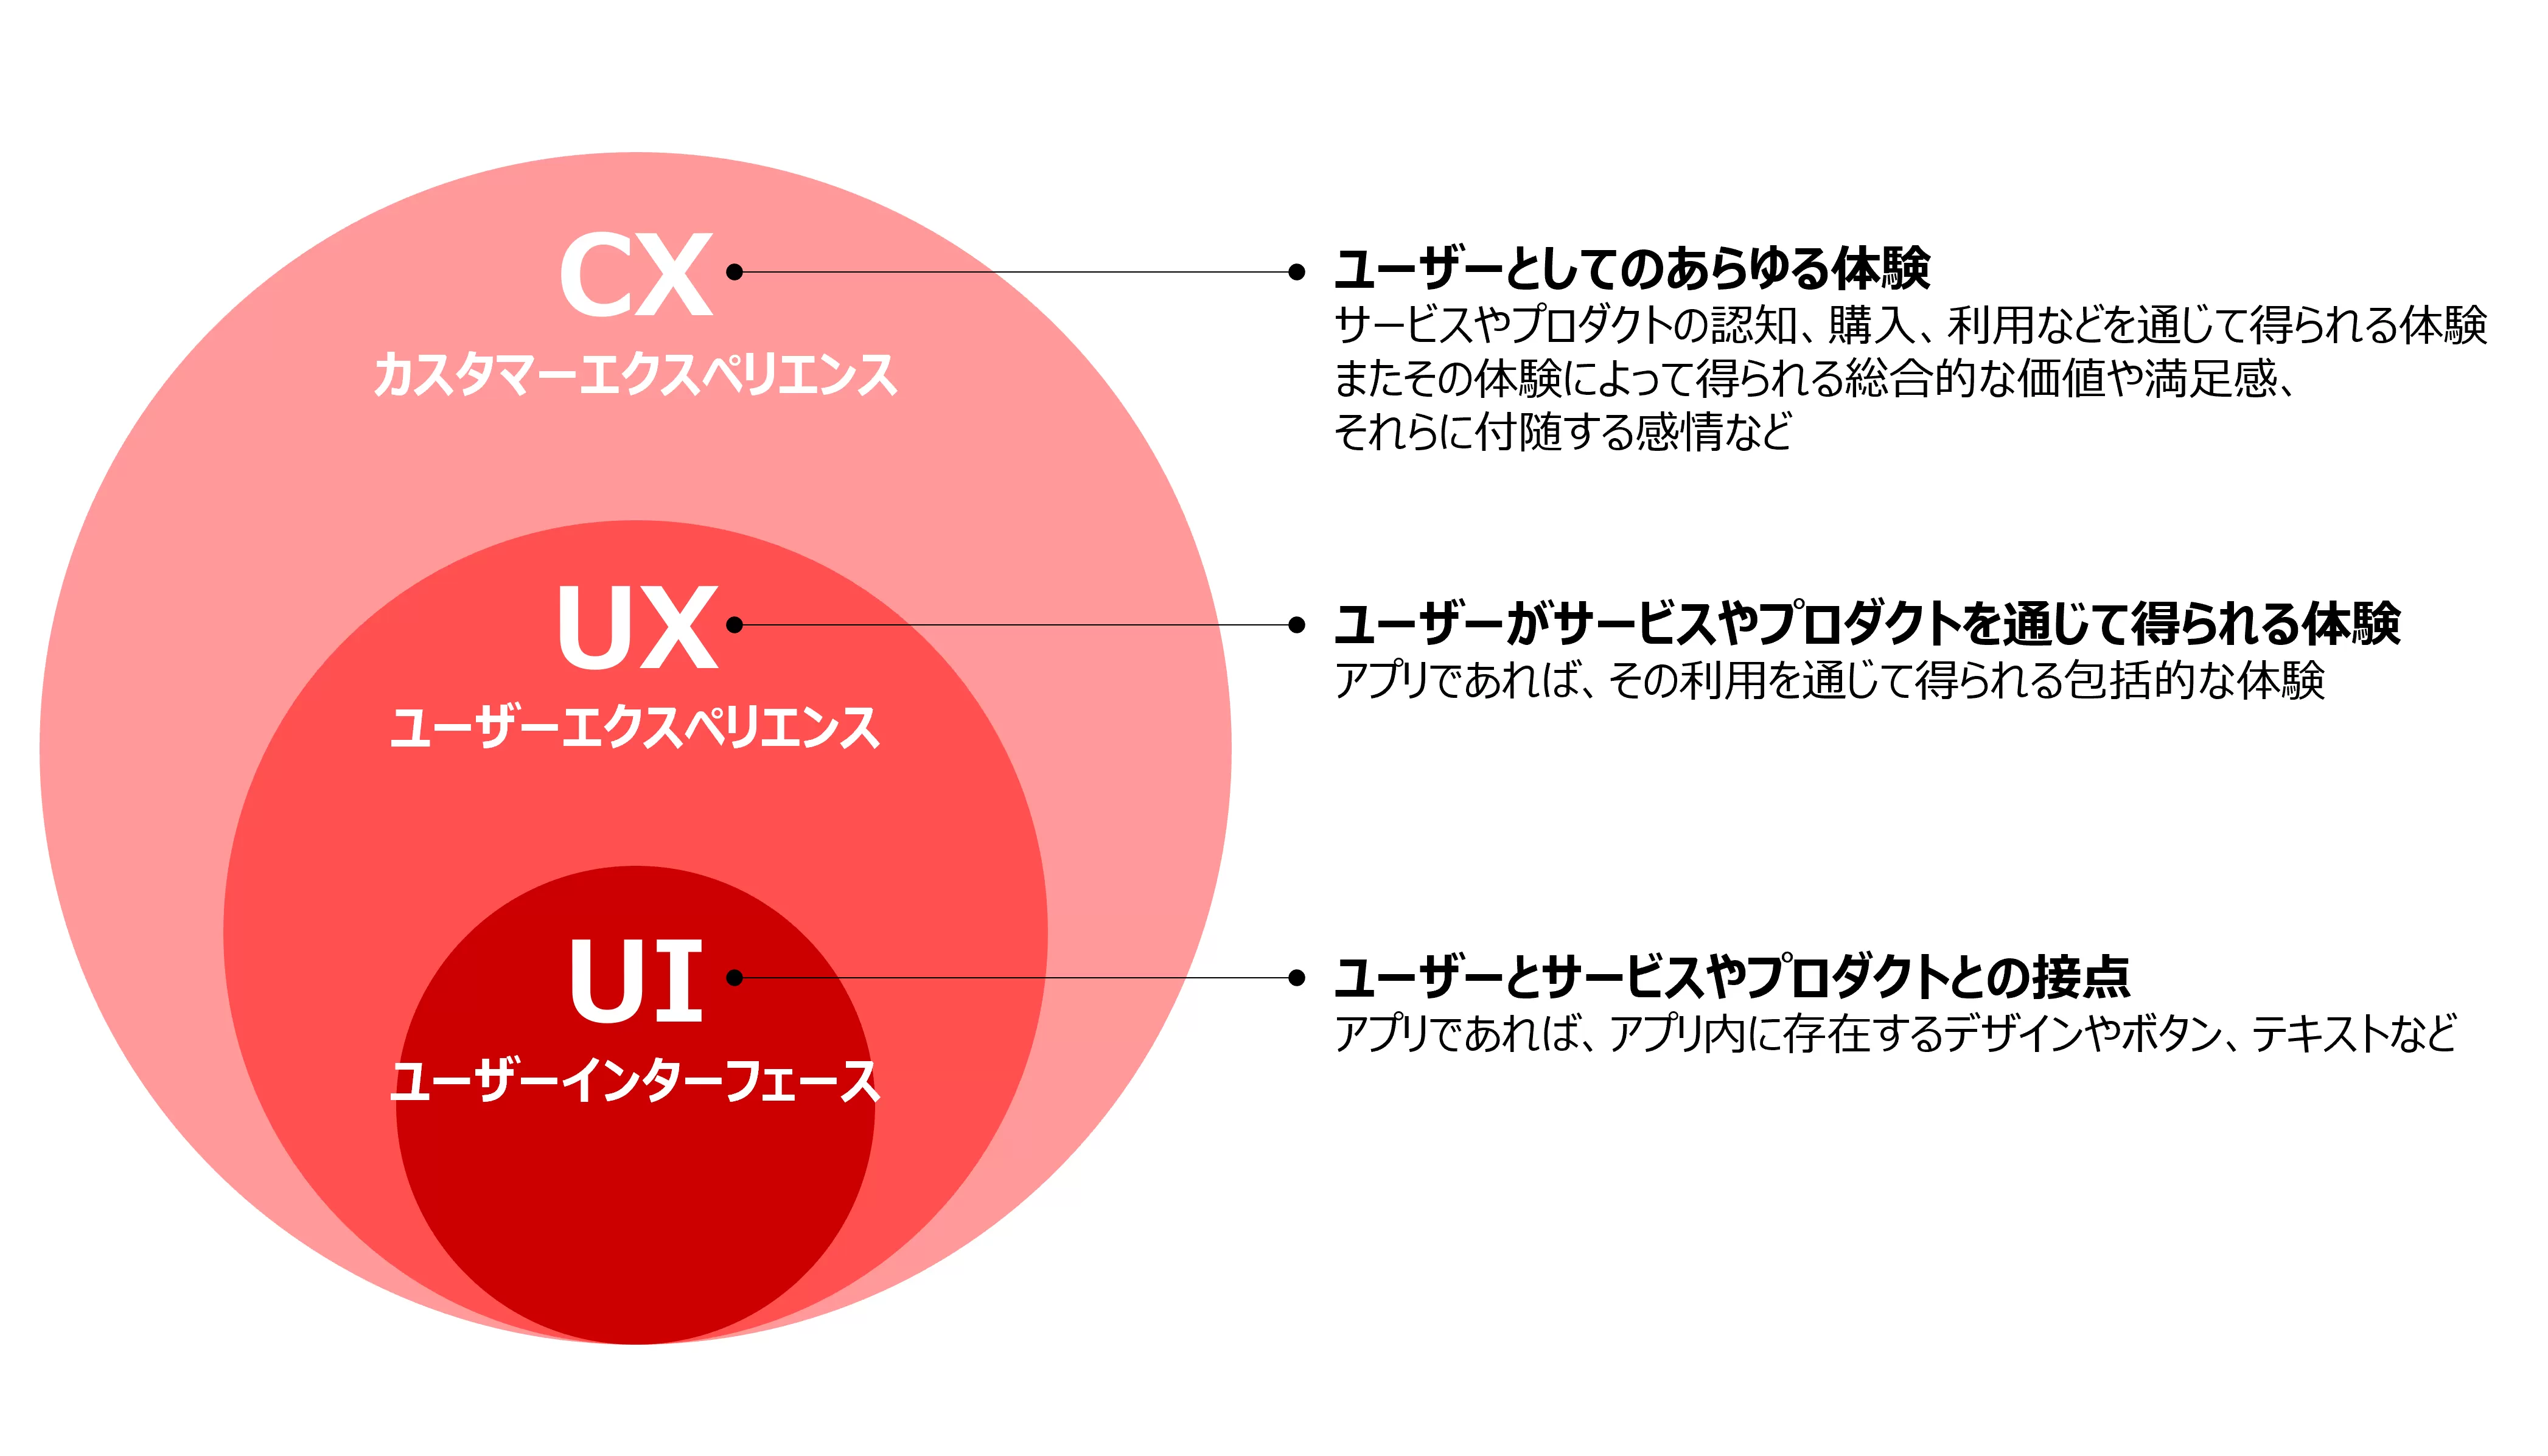 CX
カスタマーエクスペリエンス
ユーザーとしてのあらゆる体験
サービスやプロダクトの認知、購入、利用などを通じて得られる体験
またその体験によって得られる総合的な価値や満足感、
それらに付随する感情など
UX
ユーザーエクスペリエンス
ユーザーがサービスやプロダクトを通じて得られる体験
アプリであれば、その利用を通じて得られる包括的な体験
UI
ユーザーインターフェース
ユーザーとサービスやプロダクトとの接点
アプリであれば、アプリ内に存在するデザインやボタン、テキストなど